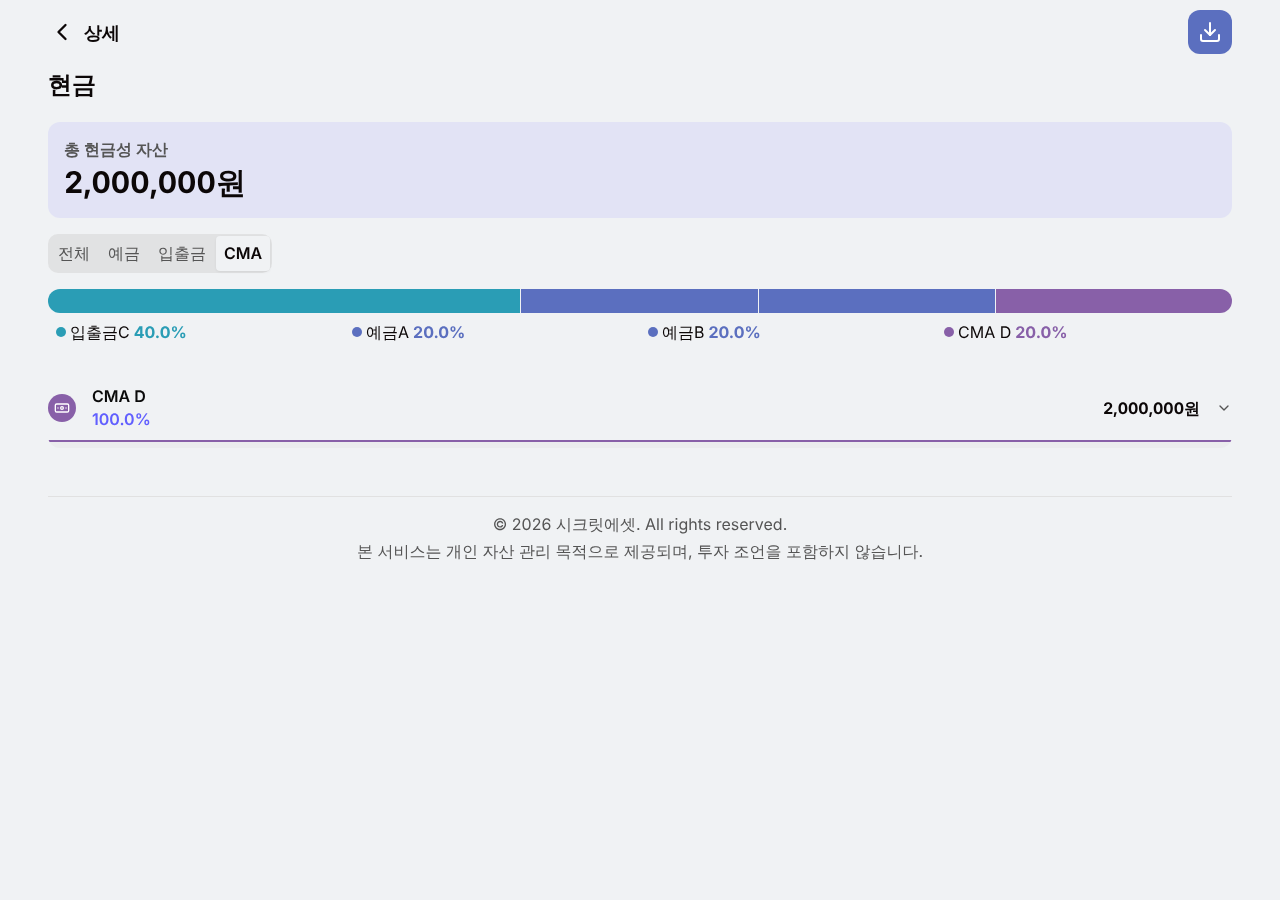 상세
현금
총 현금성 자산
2,000,000원
전체 예금 입출금 CMA
입출금C 40.0% 예금A 20.0% 예금B 20.0% CMA D 20.0%
CMA D
100.0%
2,000,000원
© 2026 시크릿에셋. All rights reserved.
본 서비스는 개인 자산 관리 목적으로 제공되며, 투자 조언을 포함하지 않습니다.